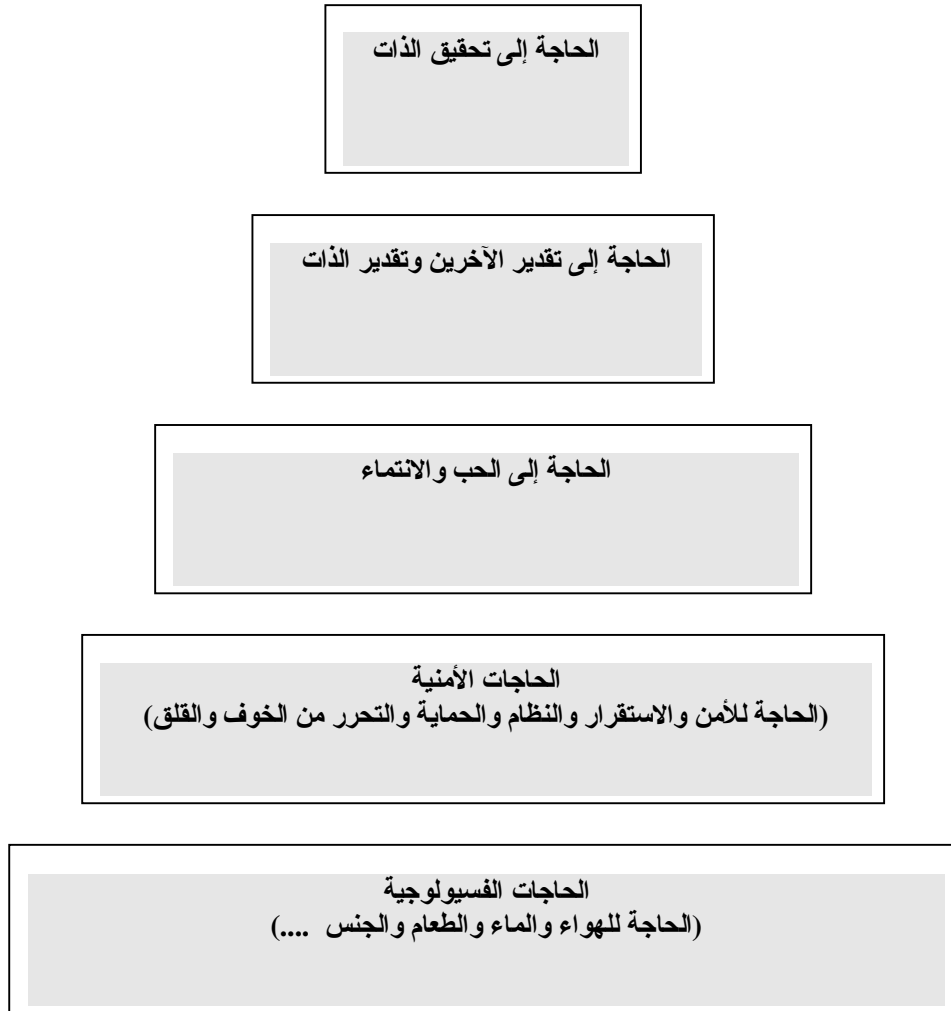 الحاجة إلى تحقيق الذات
الحاجة إلى تقدير الآخرين وتقدير الذات
الحاجة إلى الحب والانتماء
الحاجات الأمنية
(الحاجة للأمن والاستقرار والنظام والحماية والتحرر من الخوف والقلق)
الحاجات الفسيولوجية
(الحاجة للهواء والماء والطعام والجنس ....)